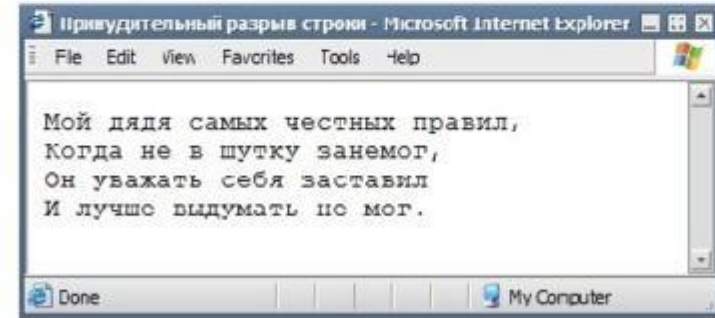 Принудительный разрыв строки - Microsoft Internet Explorer
File Edit View Favorites Tools Help
Мой дядя самых честных правил,
Когда не в шутку занемог,
Он уважать себя заставил
И лучше выдумать не мог.
Done My Computer